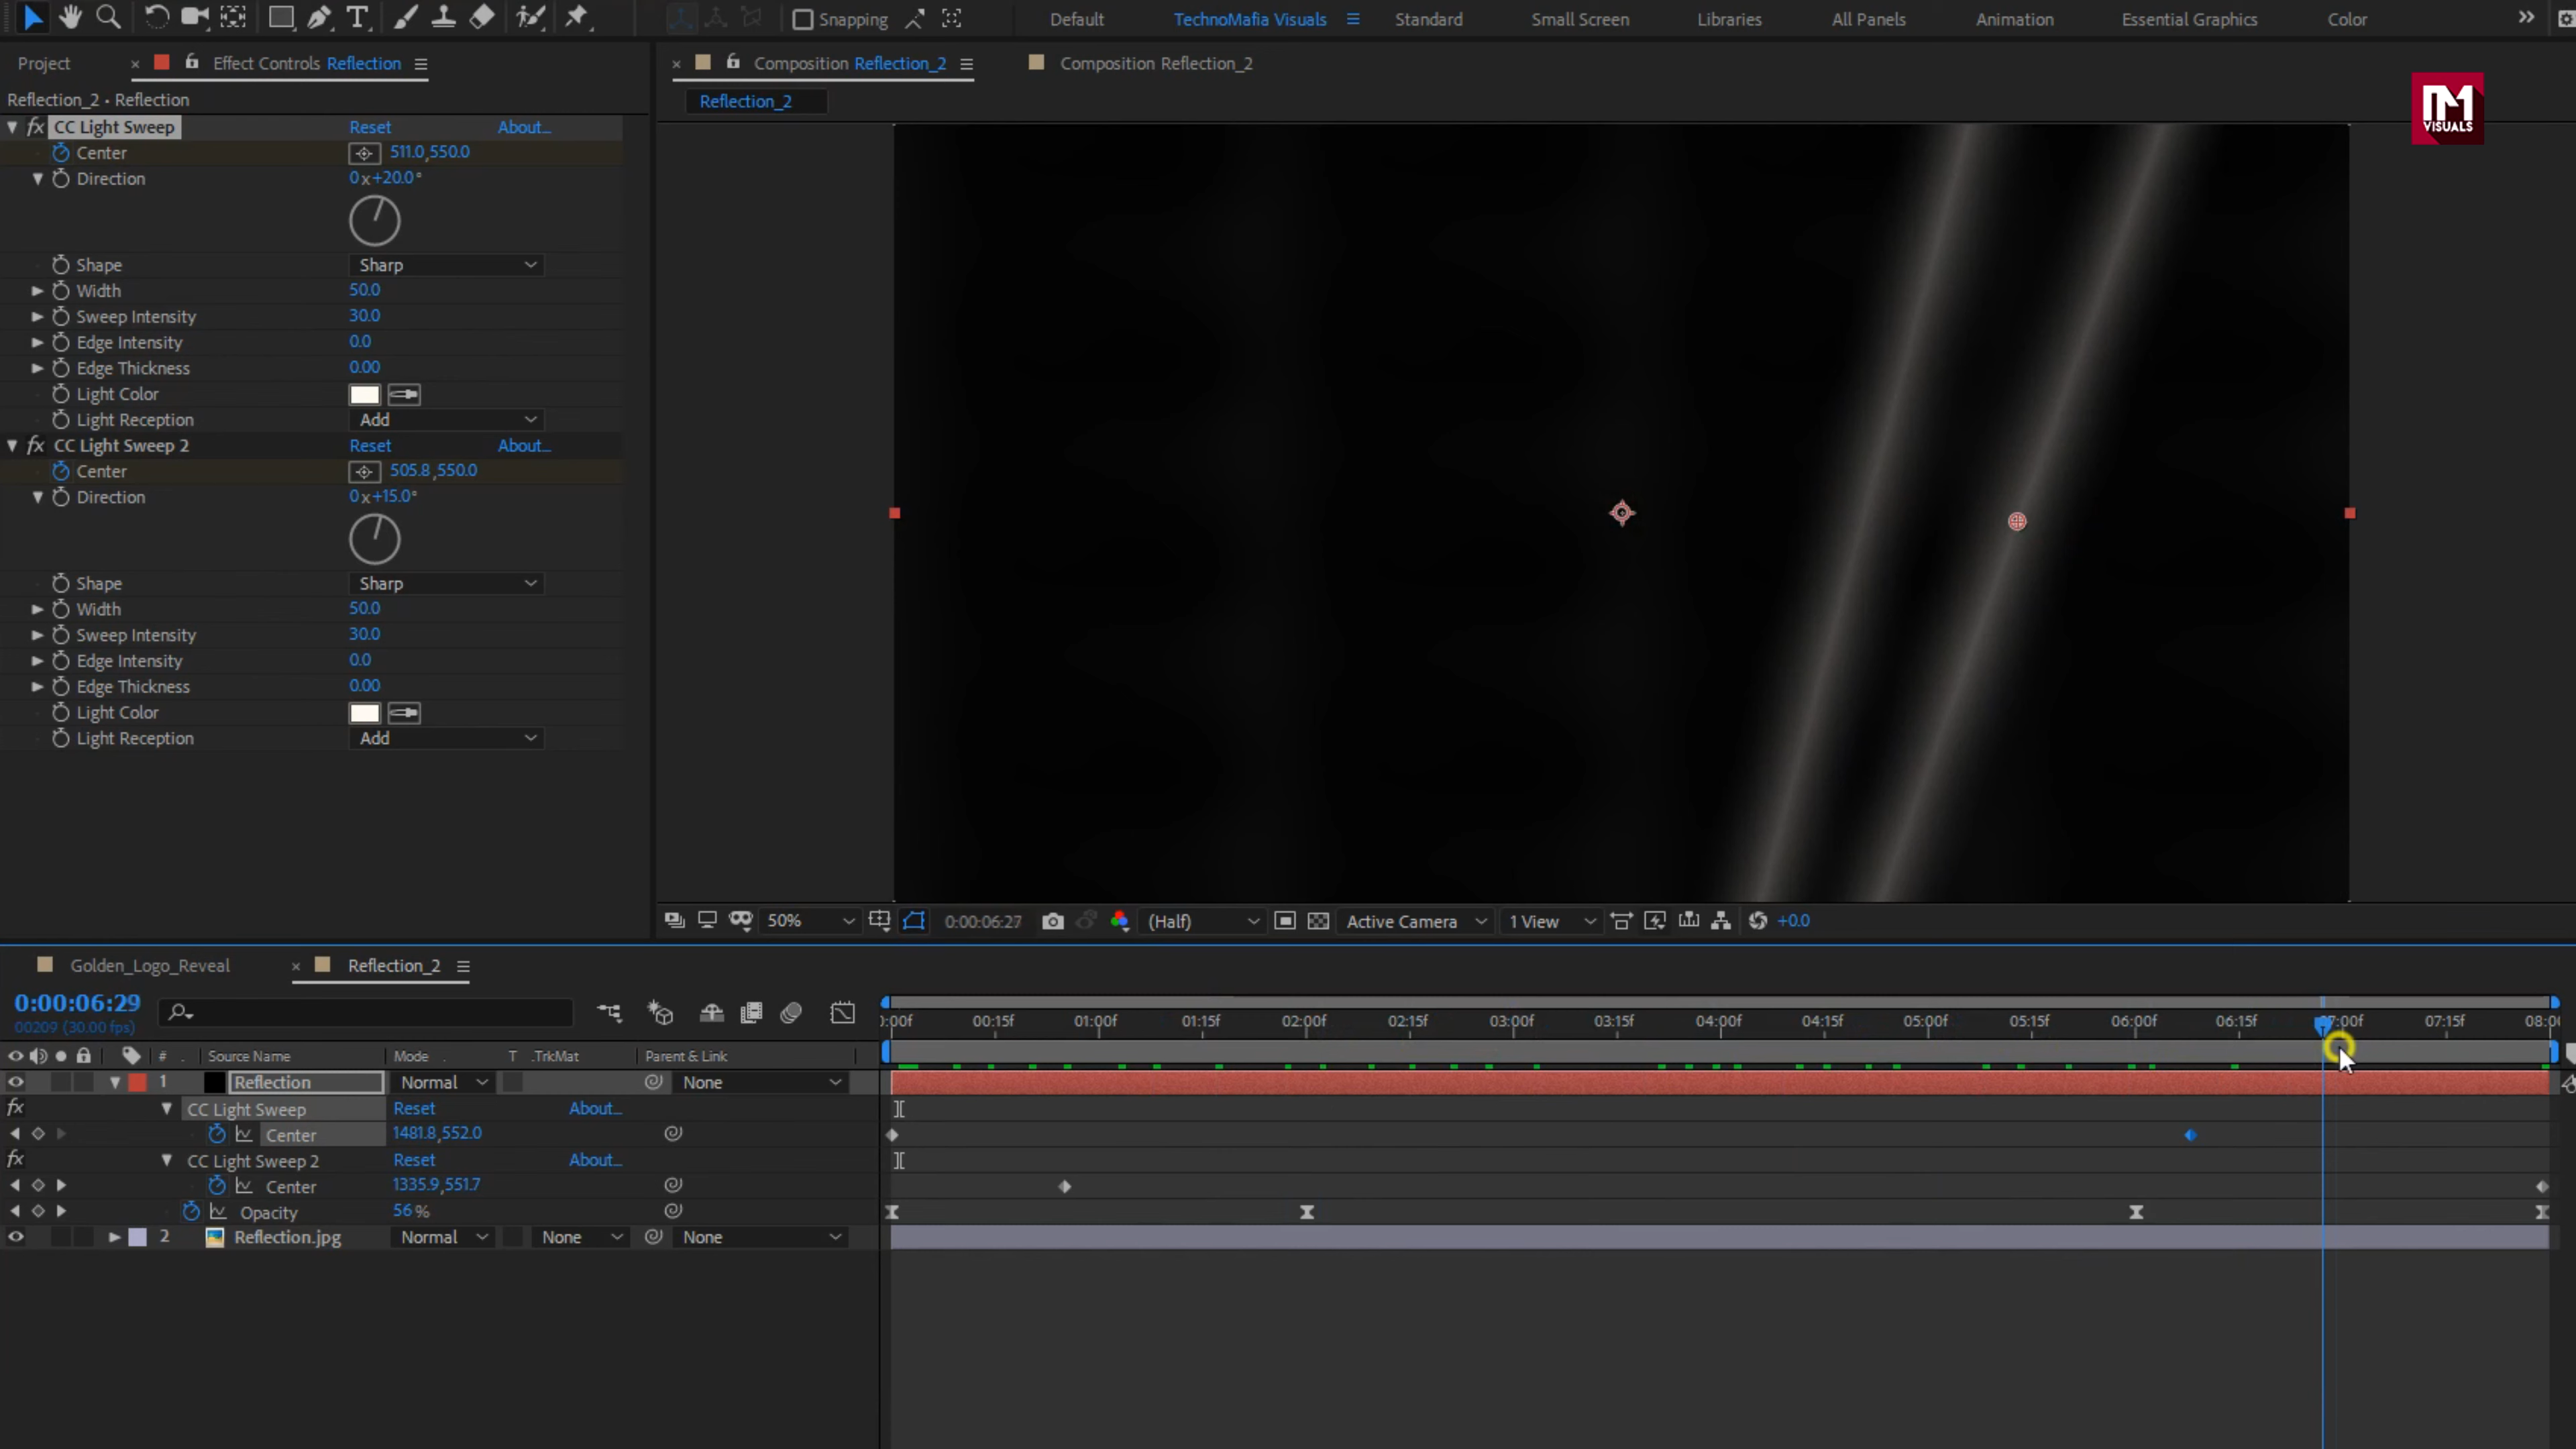 Snapping Default TechnoMafia Visuals Standard Small Screen Libraries All Panels Animation Essential Graphics Color
Project Effect Controls Reflection
Composition Reflection_2 Composition Reflection_2
Reflection_2 • Reflection
Reflection_2
VISUALS
fx CC Light Sweep Reset About...
Center 511.0,550.0
Direction 0x+20.0°
Shape Sharp
Width 50.0
Sweep Intensity 30.0
Edge Intensity 0.0
Edge Thickness 0.00
Light Color
Light Reception Add
fx CC Light Sweep 2 Reset About...
Center 505.8,550.0
Direction 0x+15.0°
Shape Sharp
Width 50.0
Sweep Intensity 30.0
Edge Intensity 0.0
Edge Thickness 0.00
Light Color
Light Reception Add
50% 0:00:06:27 (Half) Active Camera 1 View +0.0
Golden_Logo_Reveal Reflection_2
0:00:06:29
00209 (30.00 fps)
:00f 00:15f 01:00f 01:15f 02:00f 02:15f 03:00f 03:15f 04:00f 04:15f 05:00f 05:15f 06:00f 06:15f 07:00f 07:15f 08:0
# Source Name Mode T .TrkMat Parent & Link
1 Reflection Normal None
fx CC Light Sweep Reset About...
Center 1481.8,552.0
fx CC Light Sweep 2 Reset About...
Center 1335.9,551.7
Opacity 56 %
2 Reflection.jpg Normal None None